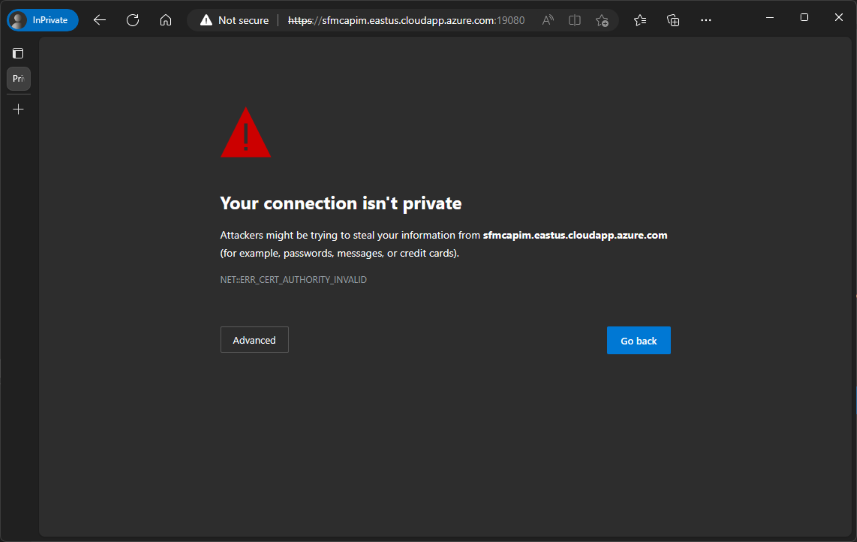 InPrivate
Not secure
https://sfmcapim.eastus.cloudapp.azure.com:19080
Pri
Your connection isn't private
Attackers might be trying to steal your information from sfmcapim.eastus.cloudapp.azure.com
(for example, passwords, messages, or credit cards).
NET::ERR_CERT_AUTHORITY_INVALID
Advanced
Go back